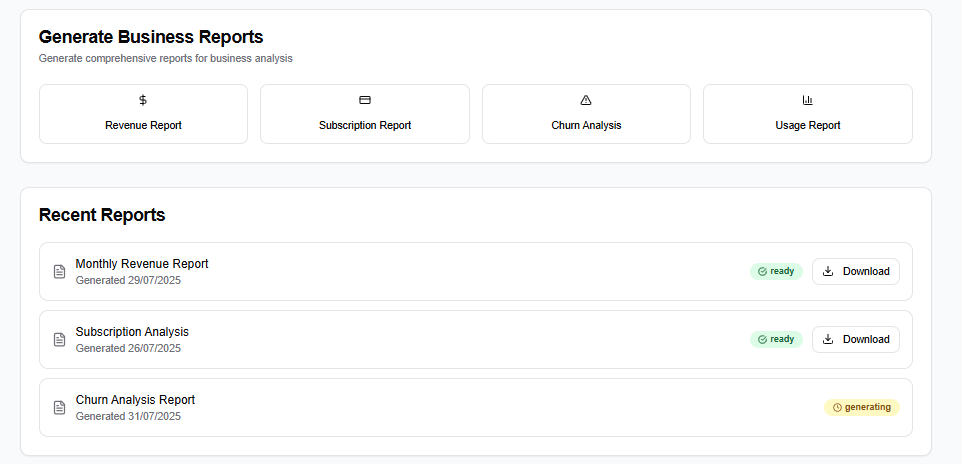 Generate Business Reports
Generate comprehensive reports for business analysis
Revenue Report
Subscription Report
Churn Analysis
Usage Report
Recent Reports
Monthly Revenue Report
Generated 29/07/2025
ready
Download
Subscription Analysis
Generated 26/07/2025
ready
Download
Churn Analysis Report
Generated 31/07/2025
generating